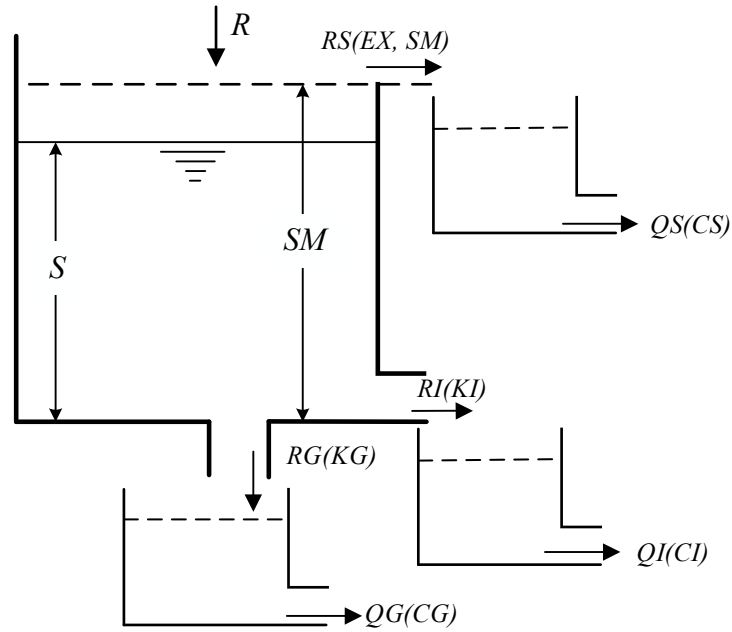 R
RS(EX, SM)
QS(CS)
SM
S
RI(KI)
RG(KG)
QI(CI)
QG(CG)